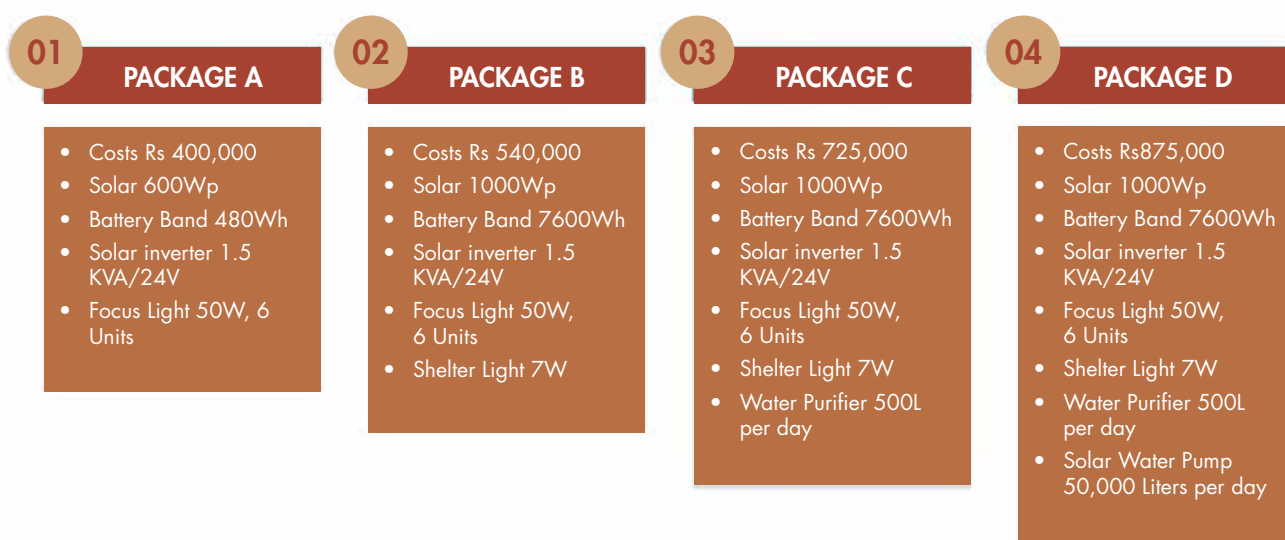 01
PACKAGE A
• Costs Rs 400,000
• Solar 600Wp
• Battery Band 480Wh
• Solar inverter 1.5
KVA/24V
• Focus Light 50W, 6
Units
02
PACKAGE B
• Costs Rs 540,000
• Solar 1000Wp
• Battery Band 7600Wh
• Solar inverter 1.5
KVA/24V
• Focus Light 50W,
6 Units
• Shelter Light 7W
03
PACKAGE C
• Costs Rs 725,000
• Solar 1000Wp
• Battery Band 7600Wh
• Solar inverter 1.5
KVA/24V
• Focus Light 50W,
6 Units
• Shelter Light 7W
• Water Purifier 500L
per day
04
PACKAGE D
• Costs Rs875,000
• Solar 1000Wp
• Battery Band 7600Wh
• Solar inverter 1.5
KVA/24V
• Focus Light 50W,
6 Units
• Shelter Light 7W
• Water Purifier 500L
per day
• Solar Water Pump
50,000 Liters per day